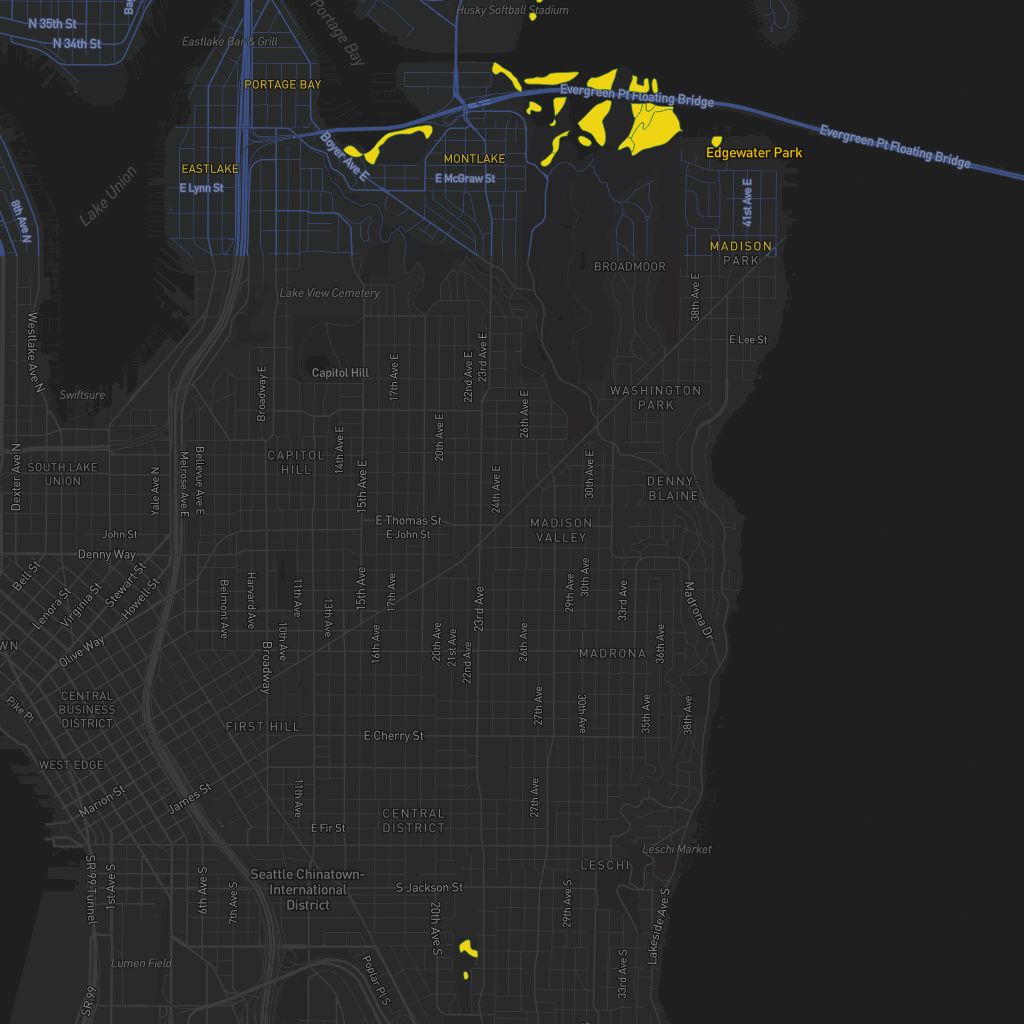 Husky Softball Stadium
N 35th St
N 34th St
Eastlake Bar & Grill
Portage Bay
PORTAGE BAY
Evergreen Pt Floating Bridge
Evergreen Pt Floating Bridge
Boyer Ave E
MONTLAKE
Edgewater Park
EASTLAKE
E Lynn St
E McGraw St
Lake Union
8th Ave N
41st Ave E
MADISON
PARK
BROADMOOR
Lake View Cemetery
38th Ave E
Westlake Ave N
E Lee St
23rd Ave E
22nd Ave E
17th Ave E
Capitol Hill
Broadway E
Swiftsure
WASHINGTON
PARK
26th Ave E
20th Ave E
14th Ave E
15th Ave E
CAPITOL
HILL
Dexter Ave N
SOUTH LAKE
UNION
Yale Ave N
Melrose Ave E
Bellevue Ave E
24th Ave E
30th Ave E
DENNY-
BLAINE
E Thomas St
E John St
MADISON
VALLEY
John St
Denny Way
Bell St
Lenora St
Virginia St
Stewart St
Howell St
Olive Way
Belmont Ave
Harvard Ave
11th Ave
10th Ave
13th Ave
15th Ave
17th Ave
16th Ave
20th Ave
21st Ave
22nd Ave
23rd Ave
26th Ave
29th Ave
30th Ave
33rd Ave
36th Ave
Madrona Dr
MADRONA
WN
Broadway
CENTRAL
BUSINESS
DISTRICT
Pike Pl
FIRST HILL
E Cherry St
27th Ave
30th Ave
35th Ave
38th Ave
WEST EDGE
Marion St
James St
11th Ave
27th Ave
CENTRAL
DISTRICT
E Fir St
LESCHI
Leschi Market
SR 99 Tunnel
1st Ave S
6th Ave S
7th Ave S
Seattle Chinatown-
International
District
S Jackson St
20th Ave S
29th Ave S
Lakeside Ave S
33rd Ave S
Lumen Field
Poplar Pl S
SR 99